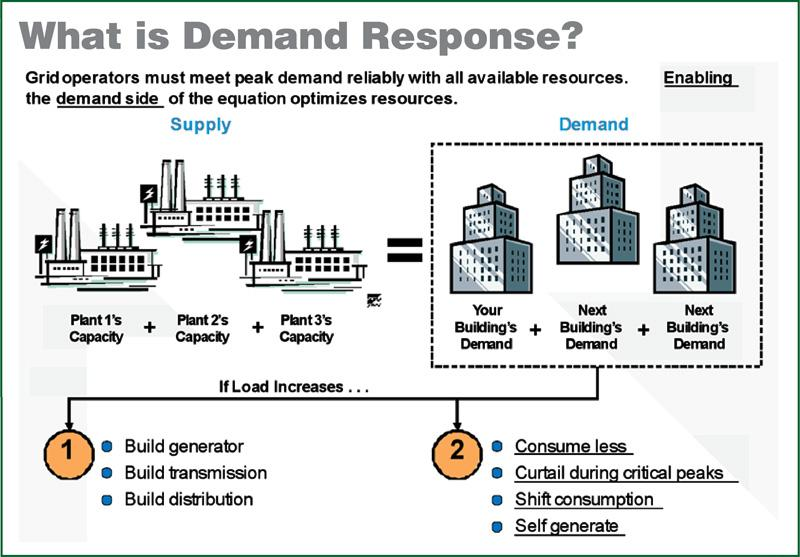 What is Demand Response?
Grid operators must meet peak demand reliably with all available resources. Enabling
the demand side of the equation optimizes resources.
Supply
Demand
=
Plant 1's
Capacity
+
Plant 2's
Capacity
+
Plant 3's
Capacity
Your
Building's
Demand
+
Next
Building's
Demand
+
Next
Building's
Demand
If Load Increases . . .
1
Build generator
Build transmission
Build distribution
2
Consume less
Curtail during critical peaks
Shift consumption
Self generate